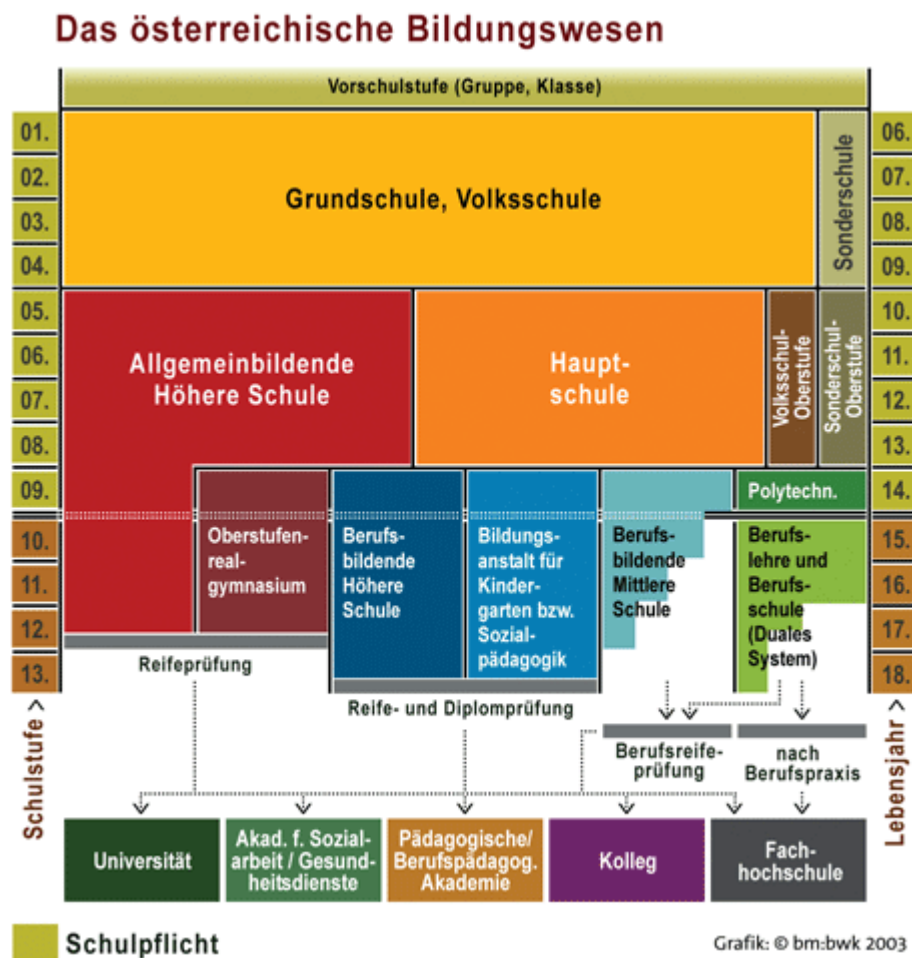 Das österreichische Bildungswesen
Vorschulstufe (Gruppe, Klasse)
01.
02.
03.
04.
05.
06.
07.
08.
09.
10.
11.
12.
13.
Schulstufe >
06.
07.
08.
09.
10.
11.
12.
13.
14.
15.
16.
17.
18.
Lebensjahr >
Grundschule, Volksschule
Sonderschule
Allgemeinbildende
Höhere Schule
Haupt-
schule
Volksschul-
Oberstufe
Sonderschul-
Oberstufe
Polytechn.
Oberstufen-
real-
gymnasium
Berufs-
bildende
Höhere
Schule
Bildungs-
anstalt für
Kinder-
garten bzw.
Sozial-
pädagogik
Berufs-
bildende
Mittlere
Schule
Berufs-
lehre und
Berufs-
schule
(Duales
System)
Reifeprüfung
Reife- und Diplomprüfung
Berufsreife-
prüfung
nach
Berufspraxis
Universität
Akad. f. Sozial-
arbeit / Gesund-
heitsdienste
Pädagogische/
Berufspädagog.
Akademie
Kolleg
Fach-
hochschule
Schulpflicht
Grafik: © bm:bwk 2003